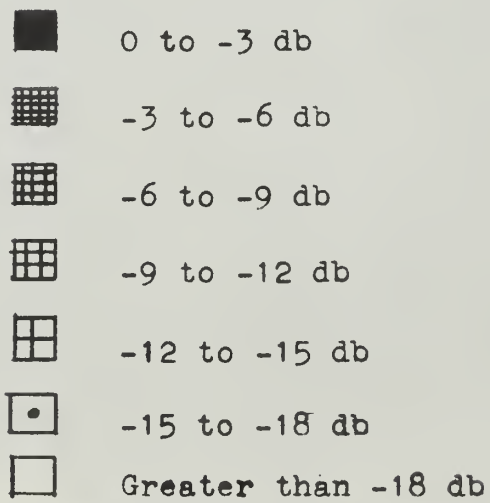 0 to -3 db
-3 to -6 db
-6 to -9 db
-9 to -12 db
-12 to -15 db
-15 to -18 db
Greater than -18 db